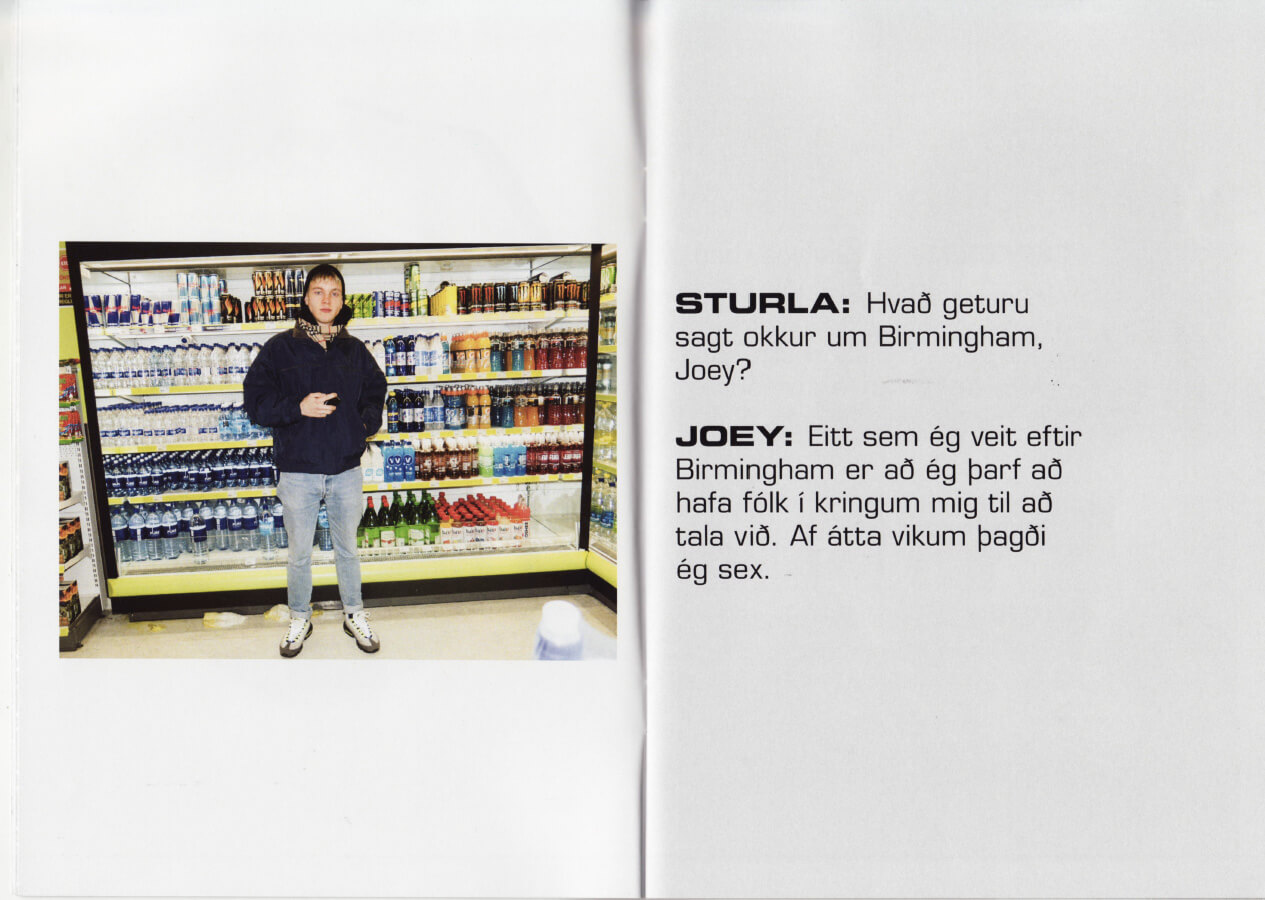 STURLA: Hvað geturu
sagt okkur um Birmingham,
Joey?
JOEY: Eitt sem ég veit eftir
Birmingham er að ég þarf að
hafa fólk í kringum mig til að
tala við. Af átta vikum þagði
ég sex.